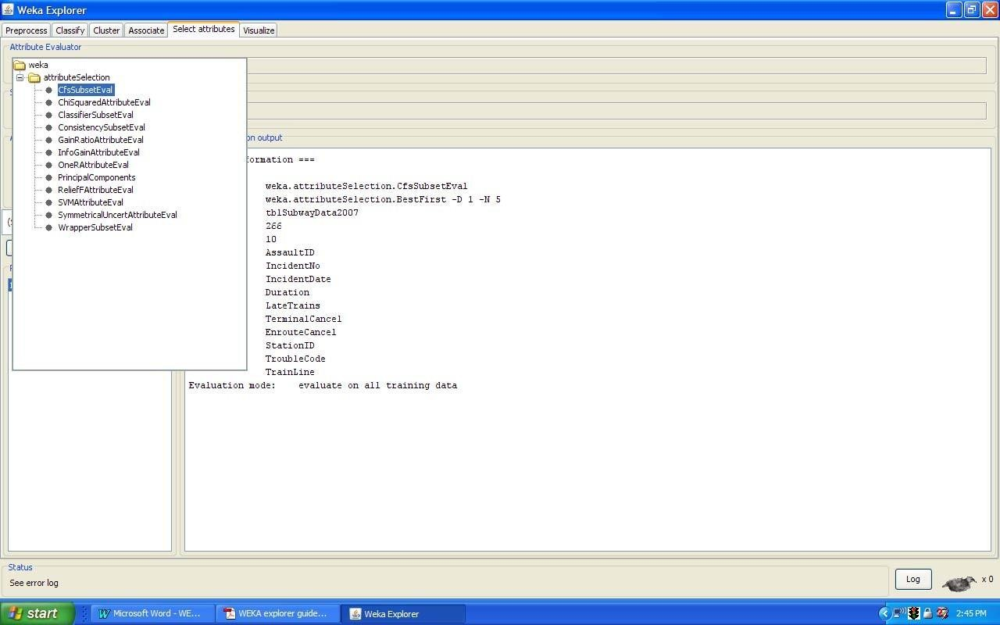 Weka Explorer
Preprocess Classify Cluster Associate Select attributes Visualize
Attribute Evaluator
weka
attributeSelection
CfsSubsetEval
ChiSquaredAttributeEval
ClassifierSubsetEval
ConsistencySubsetEval
GainRatioAttributeEval
InfoGainAttributeEval
OneRAttributeEval
PrincipalComponents
ReliefFAttributeEval
SVMAttributeEval
SymmetricalUncertAttributeEval
WrapperSubsetEval
on output
formation ===
weka.attributeSelection.CfsSubsetEval
weka.attributeSelection.BestFirst -D 1 -N 5
tblSubwayData2007
266
10
AssaultID
IncidentNo
IncidentDate
Duration
LateTrains
TerminalCancel
EnrouteCancel
StationID
TroubleCode
TrainLine
Evaluation mode: evaluate on all training data
Status
See error log
Log
x 0
start
Microsoft Word - WE...
WEKA explorer guide...
Weka Explorer
2:45 PM